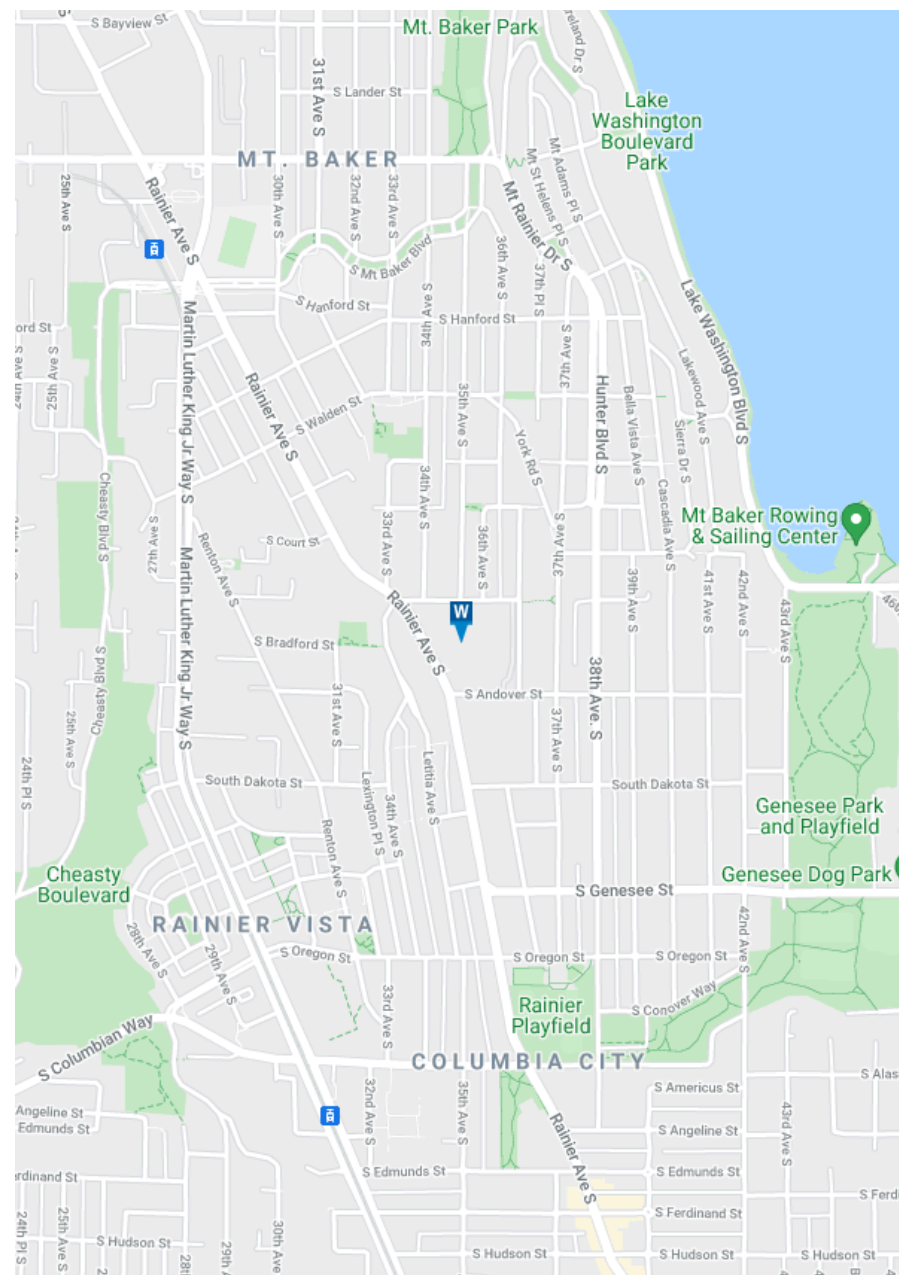 S Bayview St
Mt. Baker Park
31st Ave S
S Lander St
Lake
Washington
Boulevard
Park
MT. BAKER
25th Ave S
Rainier Ave S
30th Ave S
32nd Ave S
33rd Ave S
Mt Adams Pl S
Mt St Helens Pl S
Mt Rainier Dr S
S Mt Baker Blvd
36th Ave S
37th Pl S
S Hanford St
34th Ave S
S Hanford St
Lake Washington Blvd S
ord St
25th Ave S
Martin Luther King Jr Way S
Rainier Ave S
37th Ave S
35th Ave S
Hunter Blvd S
Bella Vista Ave S
Lakewood Ave S
Sierra Dr S
S Walden St
York Rd S
Cascadia Ave S
Cheasty Blvd S
34th Ave S
33rd Ave S
Mt Baker Rowing
& Sailing Center
27th Ave S
Renton Ave S
S Court St
36th Ave S
37th Ave S
39th Ave S
41st Ave S
42nd Ave S
43rd Ave S
Martin Luther King Jr Way S
Rainier Ave S
W
S Bradford St
Cheasty Blvd S
38th Ave. S
31st Ave S
S Andover St
25th Ave S
24th Pl S
37th Ave S
Letitia Ave S
South Dakota St
Lexington Pl S
34th Ave S
Renton Ave S
South Dakota St
Genesee Park
and Playfield
Cheasty
Boulevard
S Genesee St
Genesee Dog Park
RAINIER VISTA
28th Ave S
29th Ave S
42nd Ave S
S Oregon St
S Oregon St
S Oregon St
33rd Ave S
Rainier
Playfield
S Conover Way
S Columbian Way
COLUMBIA CITY
S Alas
32nd Ave S
35th Ave S
S Americus St
43rd Ave S
Angeline St
Edmunds St
S Angeline St
Rainier Ave S
rdinand St
S Edmunds St
S Edmunds St
S Ferd
S Ferdinand St
24th Pl S
25th Ave S
S Hudson St
28th
29th
30th Ave
S Hudson St
S Hudson St
S Hudson St